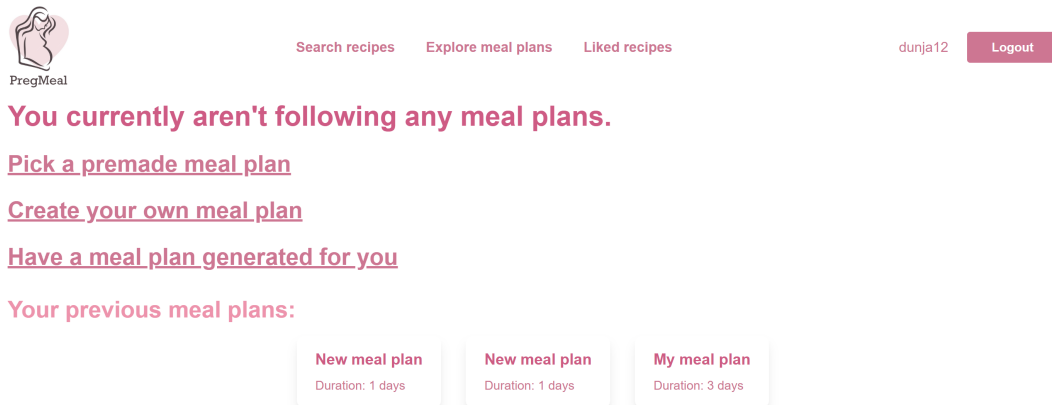 PregMeal
Search recipes Explore meal plans Liked recipes dunja12 Logout
You currently aren't following any meal plans.
Pick a premade meal plan
Create your own meal plan
Have a meal plan generated for you
Your previous meal plans:
New meal plan New meal plan My meal plan
Duration: 1 days Duration: 1 days Duration: 3 days